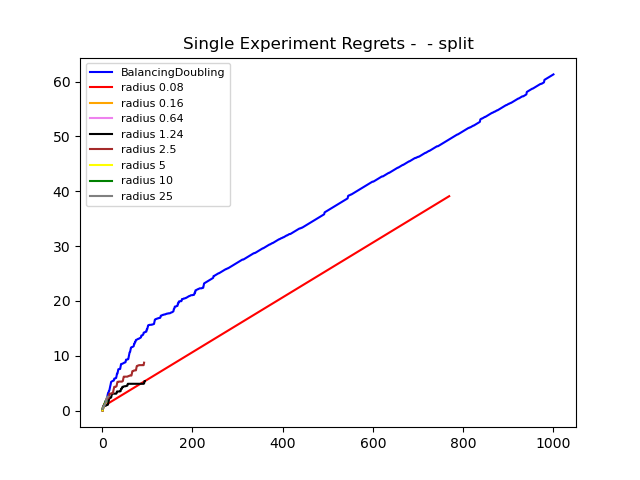 Single Experiment Regrets -  - split
BalancingDoubling
radius 0.08
radius 0.16
radius 0.64
radius 1.24
radius 2.5
radius 5
radius 10
radius 25
60
50
40
30
20
10
0
0 200 400 600 800 1000